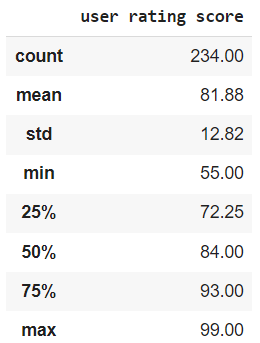 user rating score
count 234.00
mean 81.88
std 12.82
min 55.00
25% 72.25
50% 84.00
75% 93.00
max 99.00